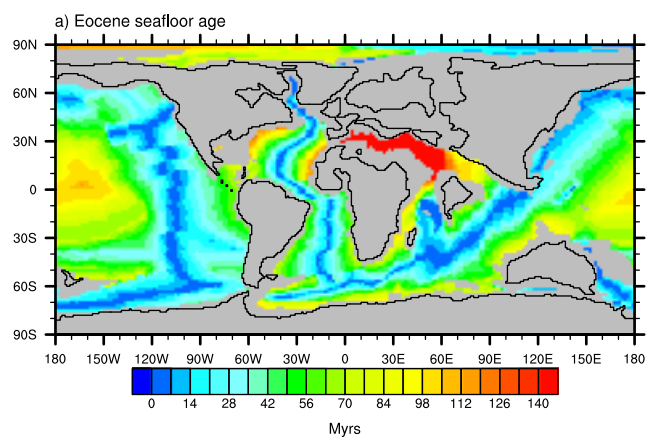 a) Eocene seafloor age
90N
60N
30N
0
30S
60S
90S
180 150W 120W 90W 60W 30W 0 30E 60E 90E 120E 150E 180
0 14 28 42 56 70 84 98 112 126 140
Myrs